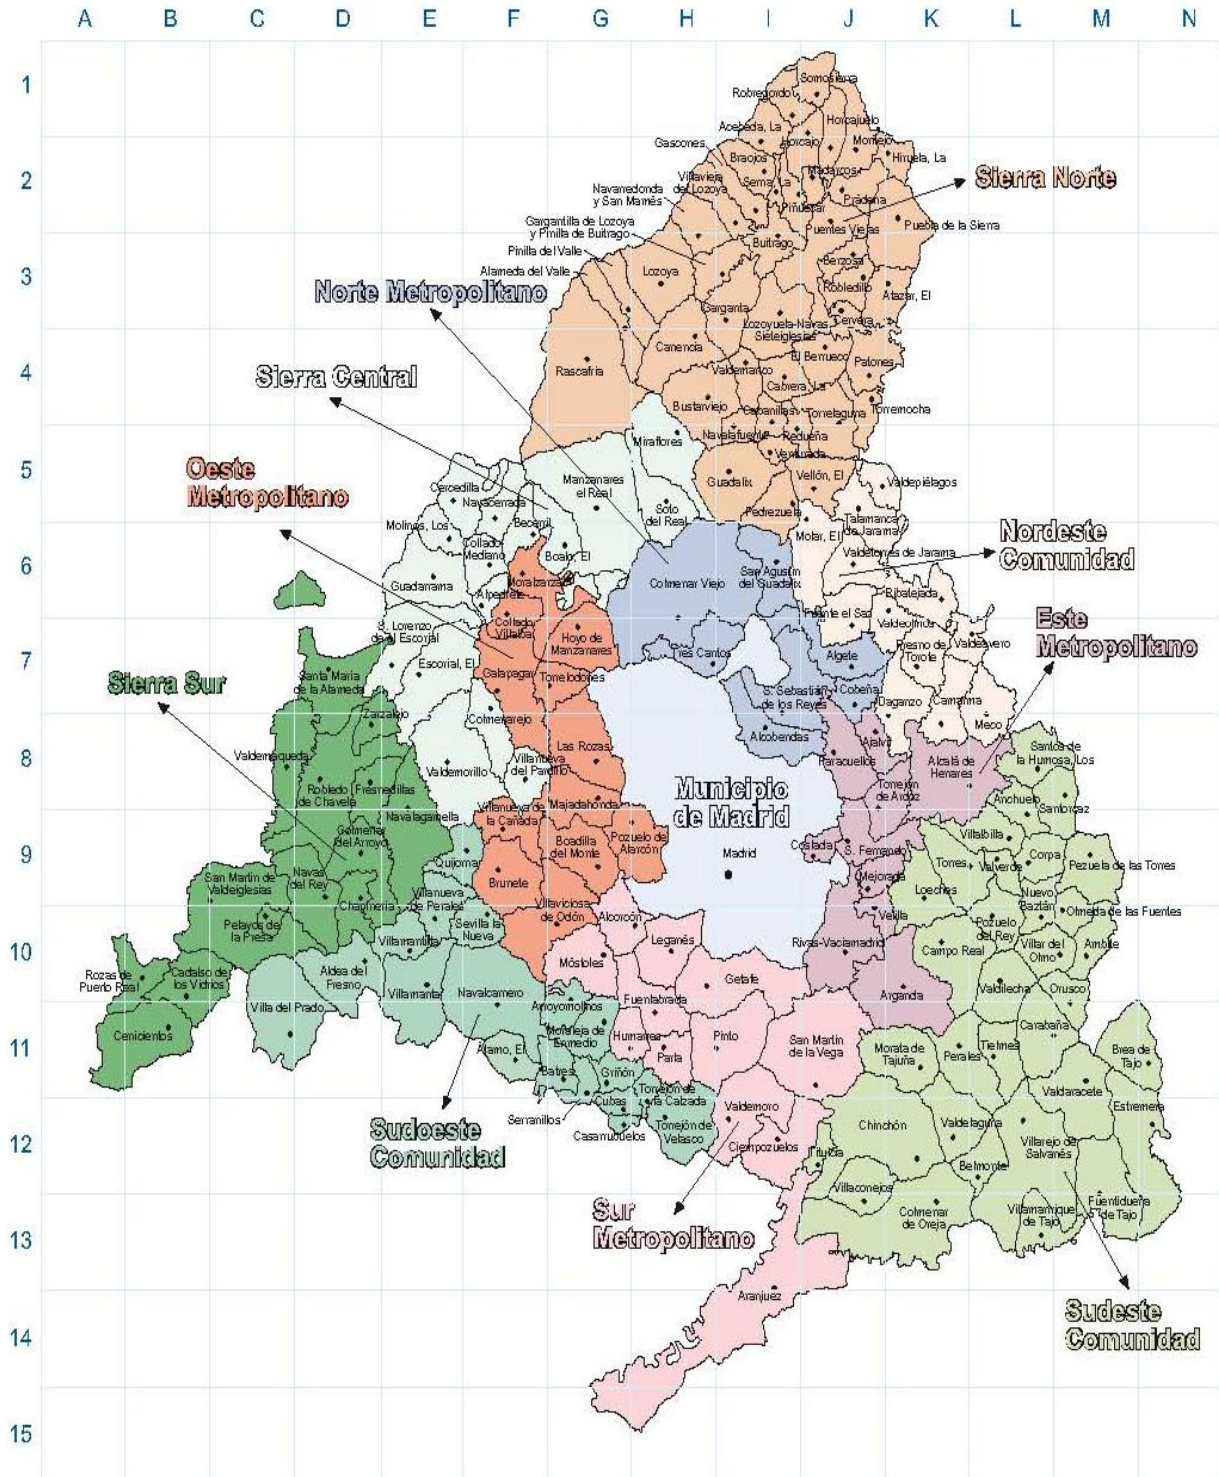 A B C D E F G H I J K L M N
1
Somosierra
Robregordo
Acebeda, La
Horcajuelo
Gascones
Horcajo
Montejo
Braojos
Hiruela, La
2
Villavieja
de Lozoya
Serna, La
Madarcos
Sierra Norte
Navarredonda
y San Mamés
Piñuecar
Prádena
Gargantilla de Lozoya
y Pinilla de Buitrago
Puentes Viejas
Puebla de la Sierra
Buitrago
Pinilla del Valle
Berzosa
Alameda del Valle
Lozoya
3
Robledillo
Norte Metropolitano
Atazar, El
Garganta
Lozoyuela-Navas
Sieteiglesias
Cervera
Canencia
El Berrueco
Sierra Central
4
Rascafría
Valdemanco
Patones
Cabrera, La
Bustarviejo
Cabanillas
Torrelaguna
Torremocha
Navalafuente
Redueña
Miraflores
Venturada
Oeste
Metropolitano
5
Cercedilla
Manzanares
el Real
Guadalix
Vellón, El
Valdepiélagos
Navacerrada
Soto
del Real
Pedrezuela
Molinos, Los
Becerril
Talamanca
de Jarama
Molar, El
Nordeste
Comunidad
Collado
Mediano
Boalo, El
Valdetorres de Jarama
6
Guadarrama
Moralzarzal
Colmenar Viejo
San Agustín
del Guadalix
Alpedrete
Ribatejada
Fuente el Saz
Este
Metropolitano
S. Lorenzo
de el Escorial
Collado
Villalba
Hoyo de
Manzanares
Valdeolmos
Valdeavero
Fresno de
Torote
7
Tres Cantos
Algete
Escorial, El
Sierra Sur
Santa María
de la Alameda
Galapagar
Torrelodones
S. Sebastián
de los Reyes
Cobeña
Daganzo
Camarma
Zarzalejo
Colmenarejo
Meco
Alcobendas
Ajalvir
Las Rozas
Santos de
la Humosa, Los
8
Valdemaqueda
Valdemorillo
Villanueva
del Pardillo
Paracuellos
Alcalá de
Henares
Robledo
de Chavela
Fresnedillas
Municipio
de Madrid
Torrejón
de Ardoz
Anchuelo
Santorcaz
Navalagamella
Villanueva de
la Cañada
Majadahonda
Colmenar
del Arroyo
Pozuelo de
Alarcón
Villalbilla
9
Quijorna
Boadilla
del Monte
Madrid
Coslada
S. Fernando
Torres
Valverde
Corpa
Pezuela de las Torres
San Martín de
Valdeiglesias
Navas
del Rey
Brunete
Mejorada
Loeches
Nuevo
Baztán
Chapinería
Villanueva
de Perales
Villaviciosa
de Odón
Alcorcón
Velilla
Olmeda de las Fuentes
Pelayos de
la Presa
Sevilla la
Nueva
Pozuelo
del Rey
10
Villamantilla
Leganés
Rivas-Vaciamadrid
Campo Real
Villar del
Olmo
Ambite
Rozas de
Puerto Real
Cadalso de
los Vidrios
Aldea del
Fresno
Móstoles
Getafe
Villamanta
Navalcarnero
Arganda
Valdilecha
Orusco
Villa del Prado
Arroyomolinos
Fuenlabrada
Cenicientos
Moraleja de
Enmedio
Humanes
Pinto
San Martín
de la Vega
Carabaña
11
Álamo, El
Parla
Morata de
Tajuña
Perales
Tielmes
Brea de
Tajo
Batres
Griñón
Valdaracete
Cubas
Torrejón de
la Calzada
Serranillos
Valdemoro
Estremera
Sudoeste
Comunidad
Casarrubuelos
Torrejón de
Velasco
Chinchón
Valdelaguna
12
Ciempozuelos
Titulcia
Villarejo de
Salvanés
Belmonte
Villaconejos
Sur
Metropolitano
Colmenar
de Oreja
Villamanrique
de Tajo
Fuentidueña
de Tajo
13
Aranjuez
Sudeste
Comunidad
14
15